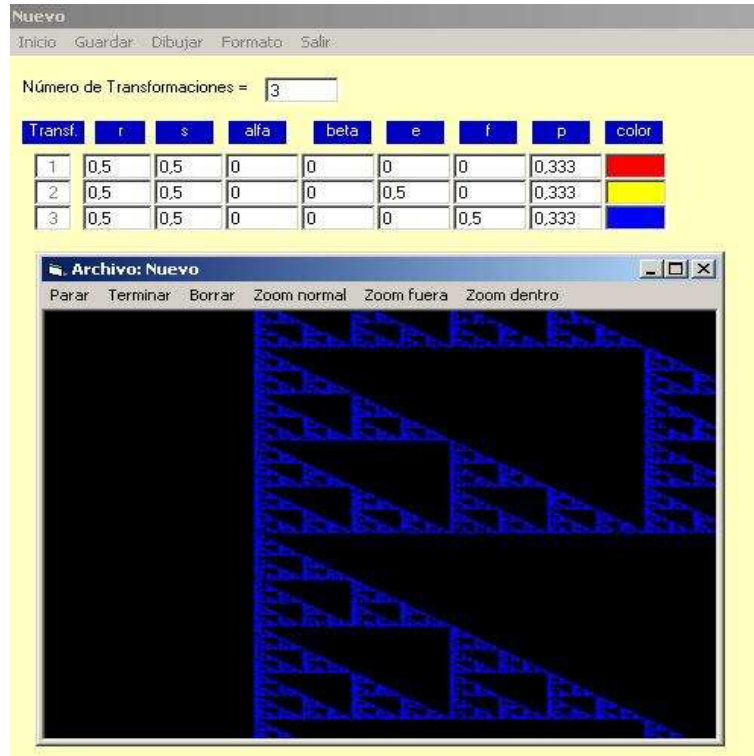 Nuevo
Inicio Guardar Dibujar Formato Salir
Número de Transformaciones = 3
Transf. r s alfa beta e f p color
1 0,5 0,5 0 0 0 0 0,333
2 0,5 0,5 0 0 0,5 0 0,333
3 0,5 0,5 0 0 0 0,5 0,333
Archivo: Nuevo
Parar Terminar Borrar Zoom normal Zoom fuera Zoom dentro